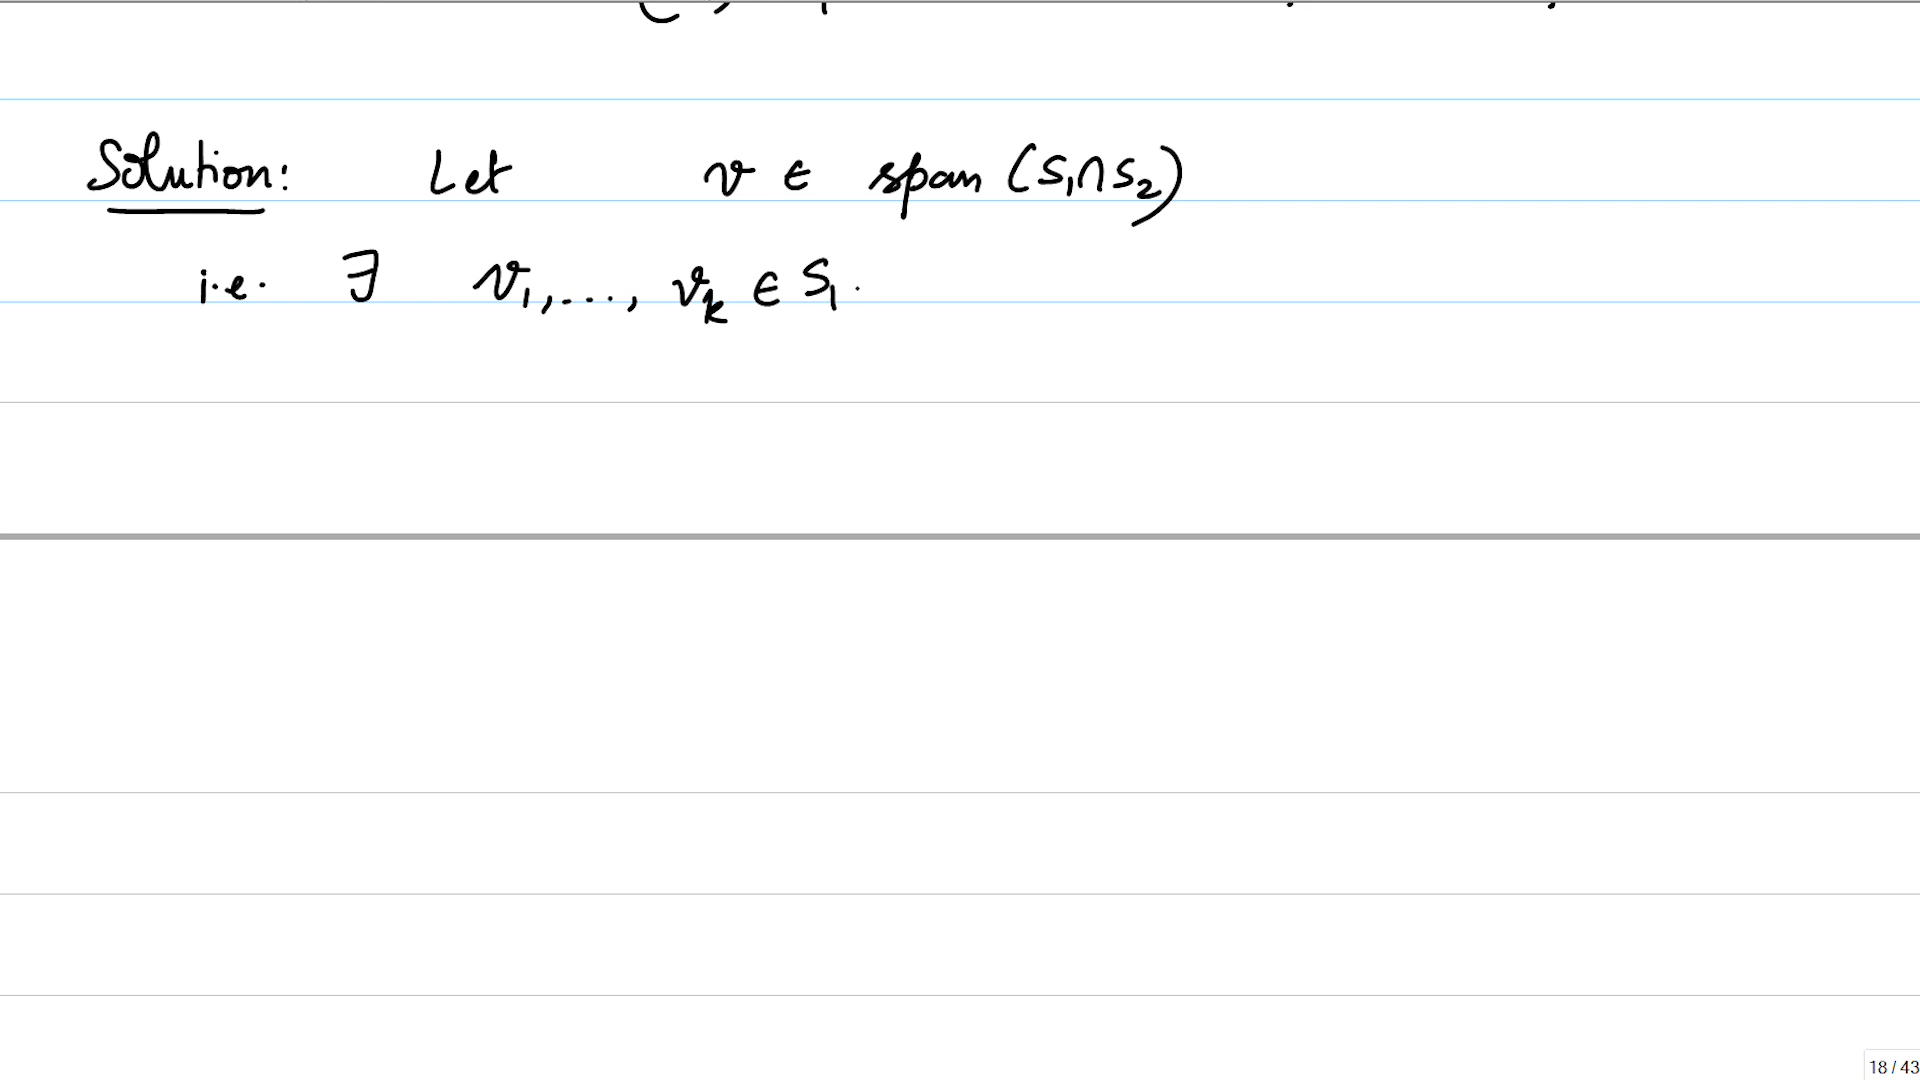 Solution: Let v ∈ span (S₁∩S₂)
i.e. ∃ v₁,..., vₖ ∈ S₁.
18 / 43